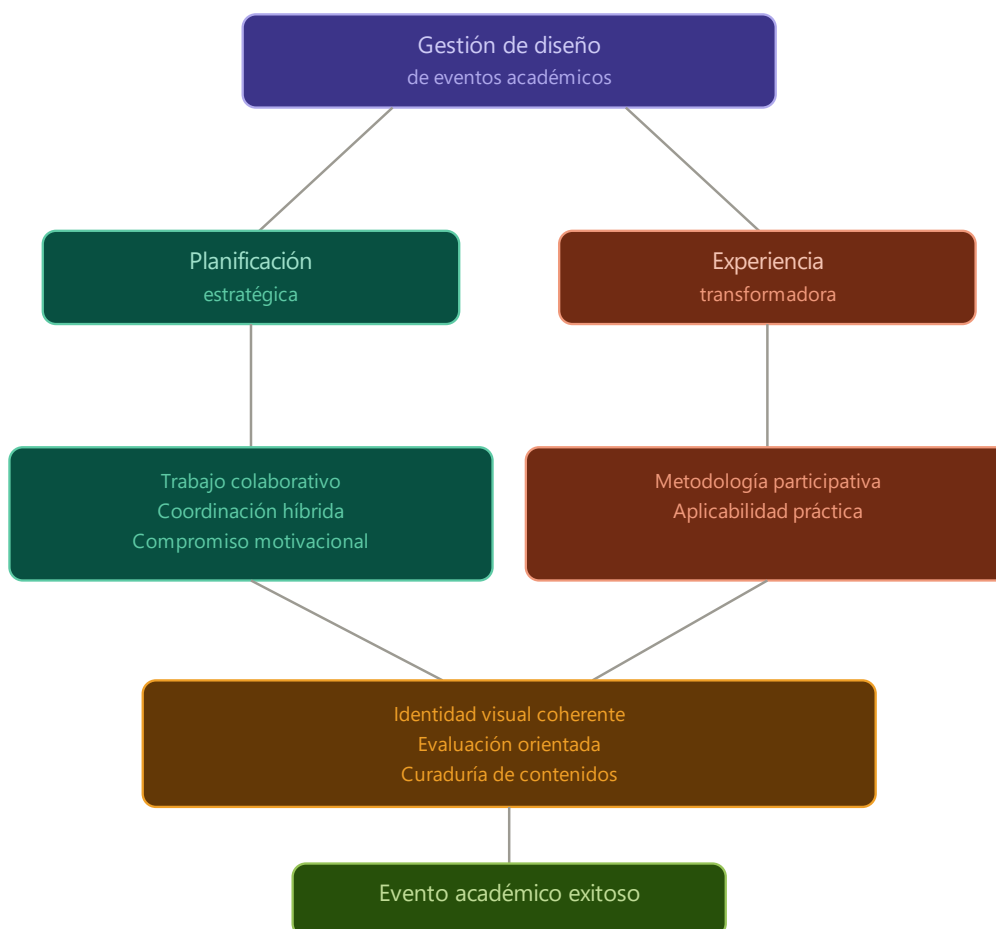 Gestión de diseño
de eventos académicos
Planificación
estratégica
Experiencia
transformadora
Trabajo colaborativo
Coordinación híbrida
Compromiso motivacional
Metodología participativa
Aplicabilidad práctica
Identidad visual coherente
Evaluación orientada
Curaduría de contenidos
Evento académico exitoso